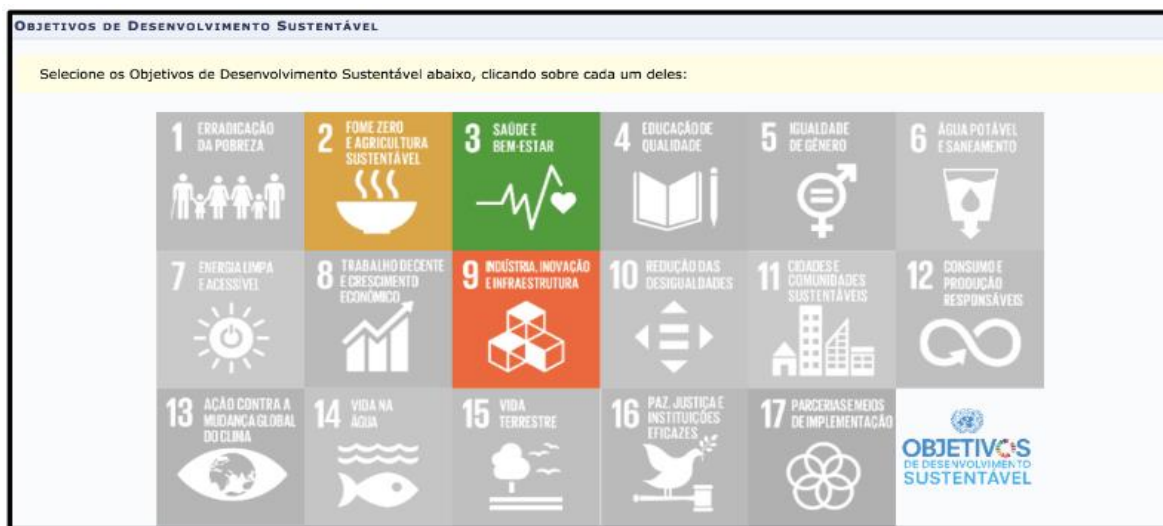 OBJETIVOS DE DESENVOLVIMENTO SUSTENTÁVEL
Selecione os Objetivos de Desenvolvimento Sustentável abaixo, clicando sobre cada um deles:
1 ERRADICAÇÃO
DA POBREZA
2 FOME ZERO
E AGRICULTURA
SUSTENTÁVEL
3 SAÚDE E
BEM-ESTAR
4 EDUCAÇÃO DE
QUALIDADE
5 IGUALDADE
DE GÊNERO
6 ÁGUA POTÁVEL
E SANEAMENTO
7 ENERGIA LIMPA
E ACESSÍVEL
8 TRABALHO DECENTE
E CRESCIMENTO
ECONÔMICO
9 INDÚSTRIA, INOVAÇÃO
E INFRAESTRUTURA
10 REDUÇÃO DAS
DESIGUALDADES
11 CIDADES E
COMUNIDADES
SUSTENTÁVEIS
12 CONSUMO E
PRODUÇÃO
RESPONSÁVEIS
13 AÇÃO CONTRA A
MUDANÇA GLOBAL
DO CLIMA
14 VIDA NA
ÁGUA
15 VIDA
TERRESTRE
16 PAZ, JUSTIÇA E
INSTITUIÇÕES
EFICAZES
17 PARCERIAS E MEIOS
DE IMPLEMENTAÇÃO
OBJETIVOS
DE DESENVOLVIMENTO
SUSTENTÁVEL